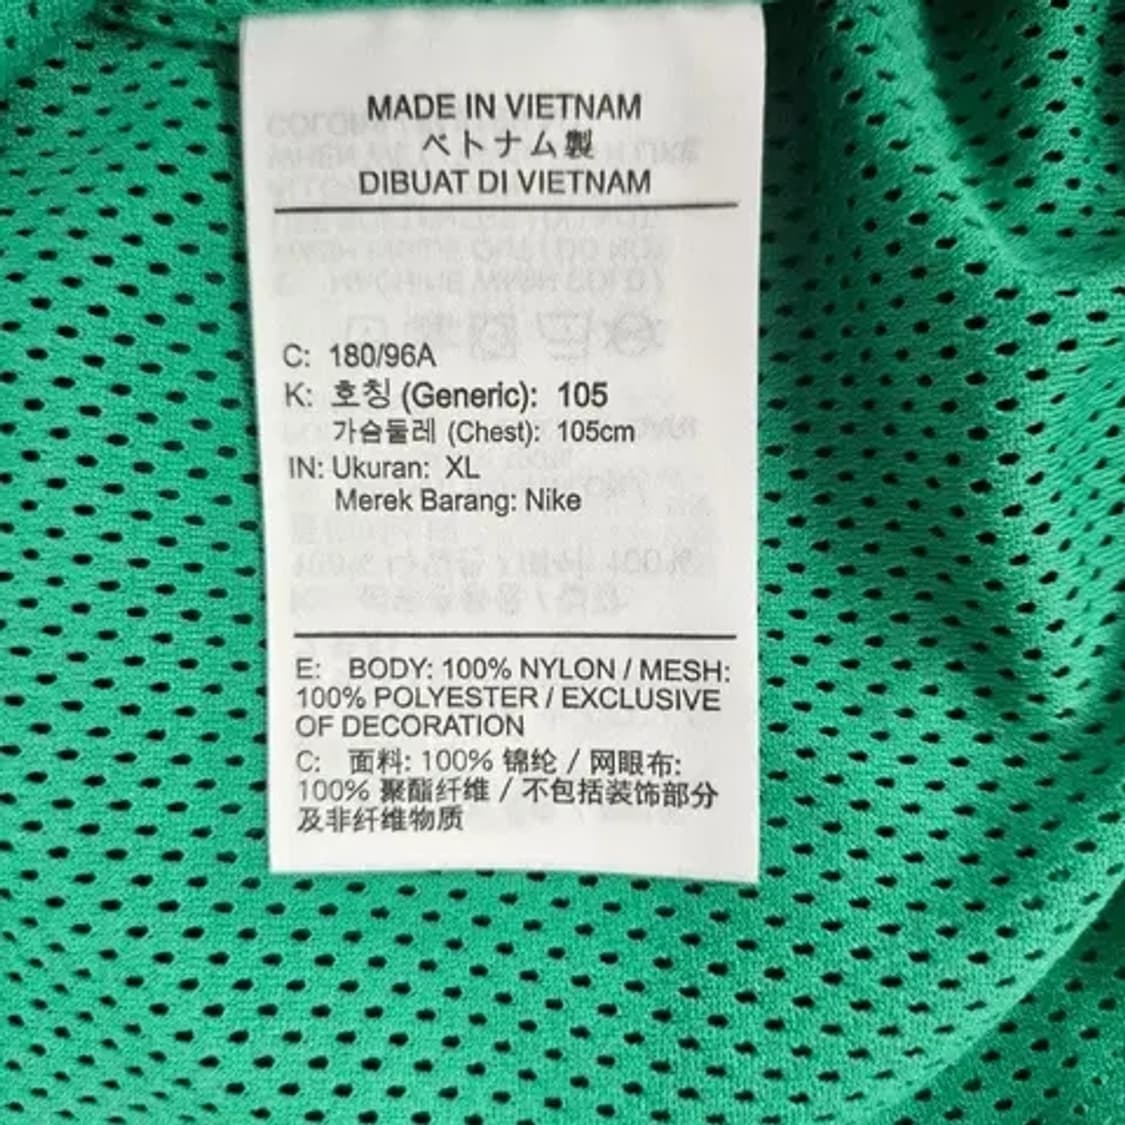 MADE IN VIETNAM
ベトナム製
DIBUAT DI VIETNAM
C: 180/96A
K: 호칭 (Generic): 105
가슴둘레 (Chest): 105cm
IN: Ukuran: XL
Merek Barang: Nike
E: BODY: 100% NYLON / MESH:
100% POLYESTER / EXCLUSIVE
OF DECORATION
C: 面料: 100% 锦纶 / 网眼布:
100% 聚酯纤维 / 不包括装饰部分
及非纤维物质